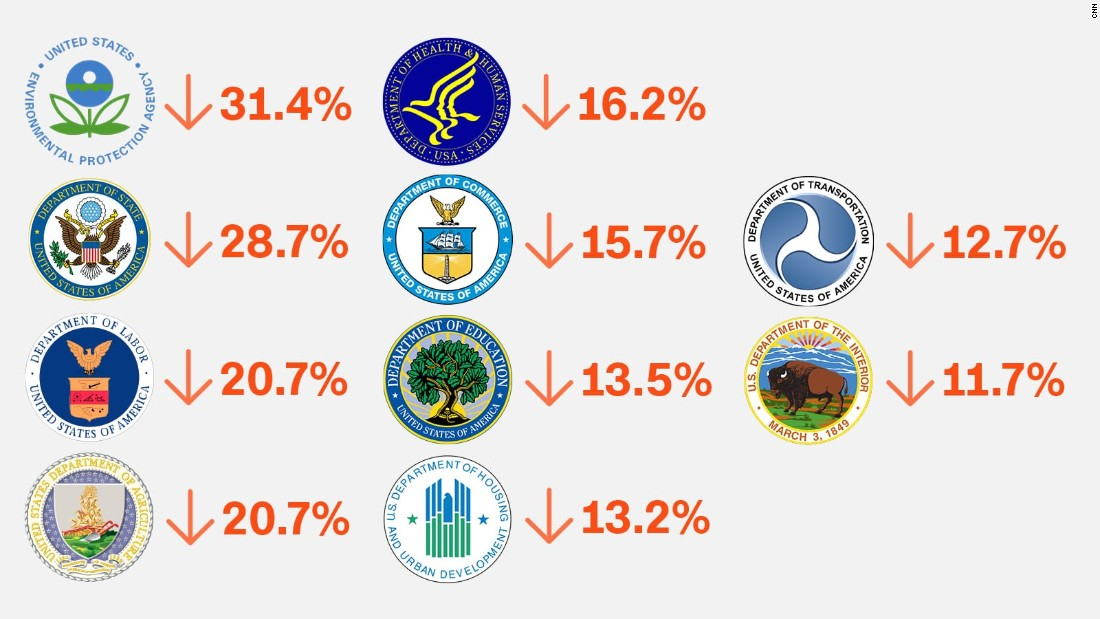 CNN
UNITED STATES
ENVIRONMENTAL PROTECTION AGENCY
31.4%
DEPARTMENT OF HEALTH & HUMAN SERVICES
USA
16.2%
DEPARTMENT OF STATE
UNITED STATES OF AMERICA
28.7%
DEPARTMENT OF COMMERCE
UNITED STATES OF AMERICA
15.7%
DEPARTMENT OF TRANSPORTATION
UNITED STATES OF AMERICA
12.7%
DEPARTMENT OF LABOR
UNITED STATES OF AMERICA
20.7%
DEPARTMENT OF EDUCATION
UNITED STATES OF AMERICA
13.5%
U.S. DEPARTMENT OF THE INTERIOR
MARCH 3, 1849
11.7%
UNITED STATES DEPARTMENT OF AGRICULTURE
20.7%
U.S. DEPARTMENT OF HOUSING
AND URBAN DEVELOPMENT
13.2%